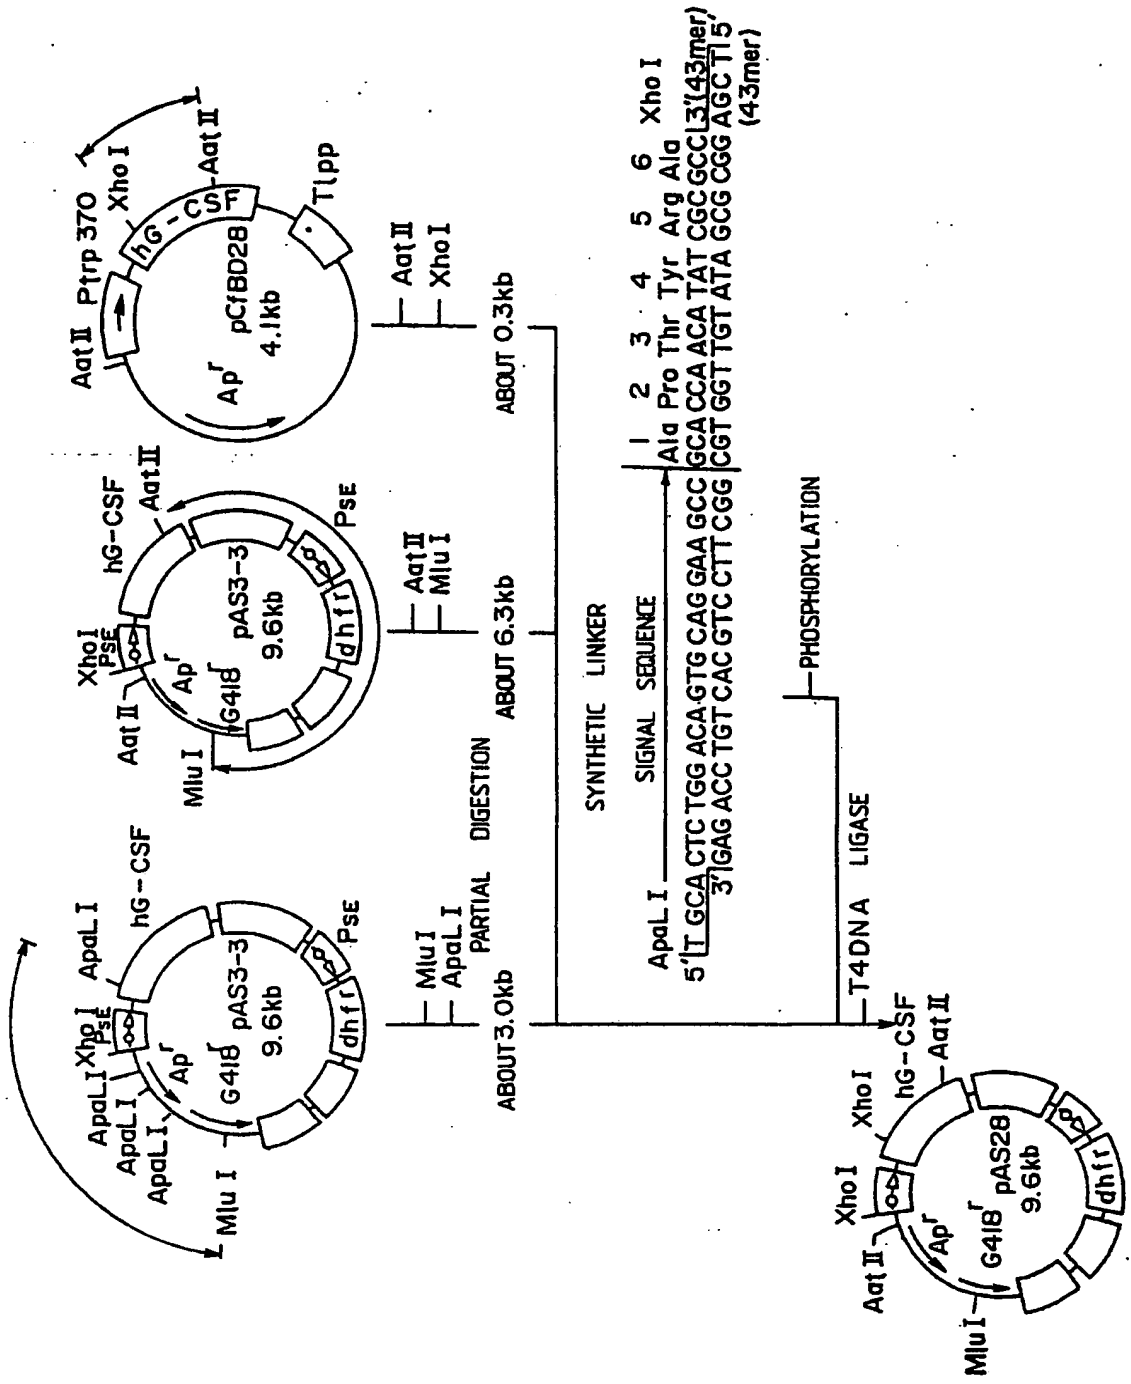 ApaL I
Xho I
PSE
ApaL I
ApaL I
ApaL I
hG-CSF
Ap^r
G418^r
pAS3-3
9.6kb
Mlu I
PSE
dhfr
Mlu I
ApaL I
PARTIAL DIGESTION
ABOUT 3.0kb
Xho I
PSE
hG-CSF
Aat II
Aat II
Ap^r
G418^r
pAS3-3
9.6kb
Mlu I
PSE
dhfr
Aat II
Mlu I
ABOUT 6.3kb
Aat II
Ptrp 370
Xho I
hG-CSF
Aat II
pCfBD28
4.1kb
Ap^r
Tlpp
Aat II
Xho I
ABOUT 0.3kb
SYNTHETIC LINKER
ApaL I
SIGNAL SEQUENCE
1 2 3 4 5 6 Xho I
Ala Pro Thr Tyr Arg Ala
5' T GCA CTC TGG ACA GTG CAG GAA GCC GCA CCA ACA TAT CGC GCC 3' (43mer)
3' GAG ACC TGT CAC GTC CTT CGG CGT GGT TGT ATA GCG CGG AGC T 5'
(43mer)
PHOSPHORYLATION
T4DNA LIGASE
Xho I
Xho I
hG-CSF
Aat II
Aat II
Ap^r
G418^r
pAS28
9.6kb
Mlu I
dhfr